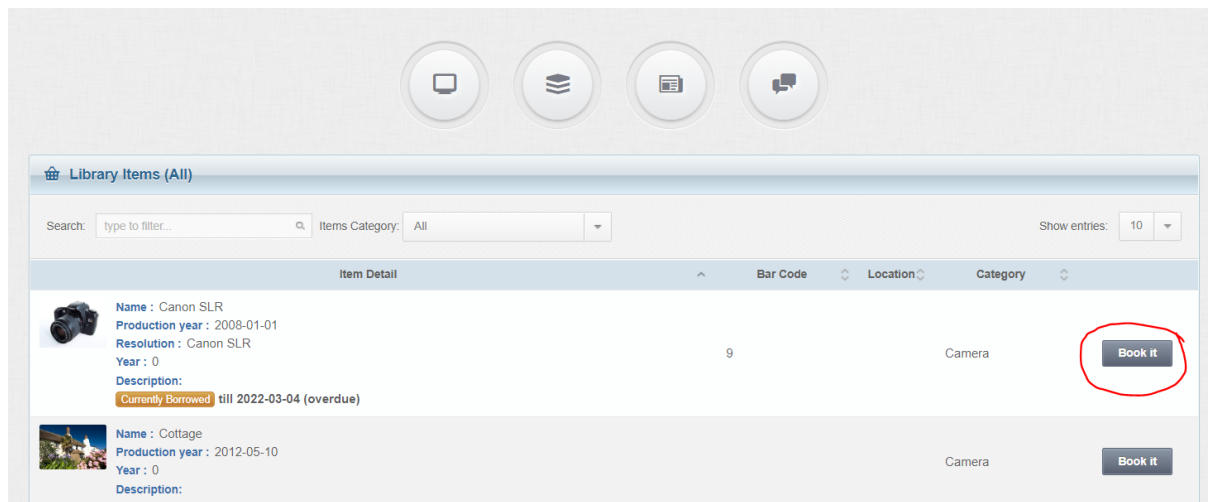 Library Items (All)
Search: type to filter... Items Category: All Show entries: 10
Item Detail Bar Code Location Category
Name : Canon SLR
Production year : 2008-01-01
Resolution : Canon SLR
Year : 0
Description:
Currently Borrowed till 2022-03-04 (overdue)
9 Camera Book it
Name : Cottage
Production year : 2012-05-10
Year : 0
Description:
Camera Book it